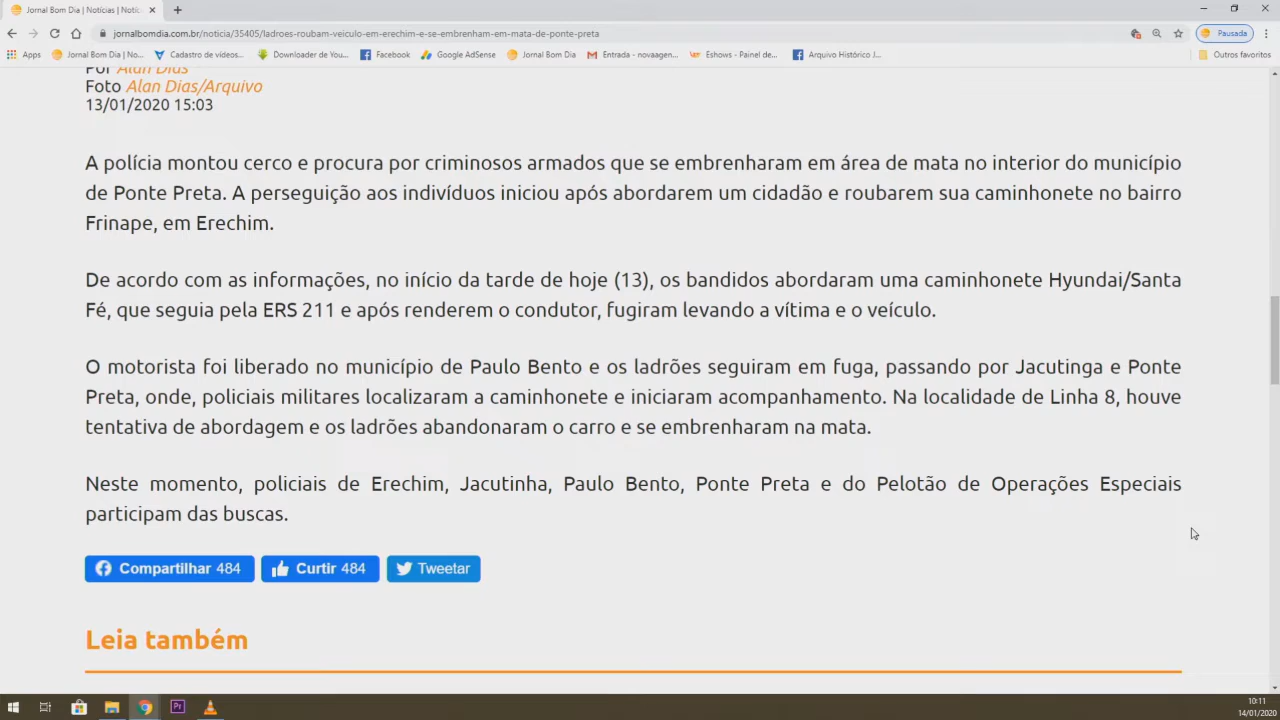 Jornal Bom Dia | Notícias | Notíc
jornalbomdia.com.br/noticia/35405/ladroes-roubam-veiculo-em-erechim-e-se-embrenham-em-mata-de-ponte-preta
Pausada
Apps
Jornal Bom Dia | No...
Cadastro de vídeos...
Downloader de You...
Facebook
Google AdSense
Jornal Bom Dia
Entrada - novaagen...
Eshows - Painel de...
Arquivo Histórico J...
Outros favoritos
Por Alan Dias
Foto Alan Dias/Arquivo
13/01/2020 15:03
A polícia montou cerco e procura por criminosos armados que se embrenharam em área de mata no interior do município
de Ponte Preta. A perseguição aos indivíduos iniciou após abordarem um cidadão e roubarem sua caminhonete no bairro
Frinape, em Erechim.
De acordo com as informações, no início da tarde de hoje (13), os bandidos abordaram uma caminhonete Hyundai/Santa
Fé, que seguia pela ERS 211 e após renderem o condutor, fugiram levando a vítima e o veículo.
O motorista foi liberado no município de Paulo Bento e os ladrões seguiram em fuga, passando por Jacutinga e Ponte
Preta, onde, policiais militares localizaram a caminhonete e iniciaram acompanhamento. Na localidade de Linha 8, houve
tentativa de abordagem e os ladrões abandonaram o carro e se embrenharam na mata.
Neste momento, policiais de Erechim, Jacutinha, Paulo Bento, Ponte Preta e do Pelotão de Operações Especiais
participam das buscas.
Compartilhar 484
Curtir 484
Tweetar
Leia também
Pr
10:11
14/01/2020